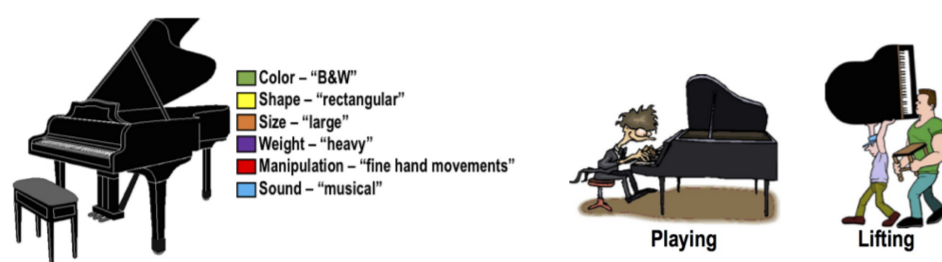 Color – “B&W”
Shape – “rectangular”
Size – “large”
Weight – “heavy”
Manipulation – “fine hand movements”
Sound – “musical”
Playing
Lifting